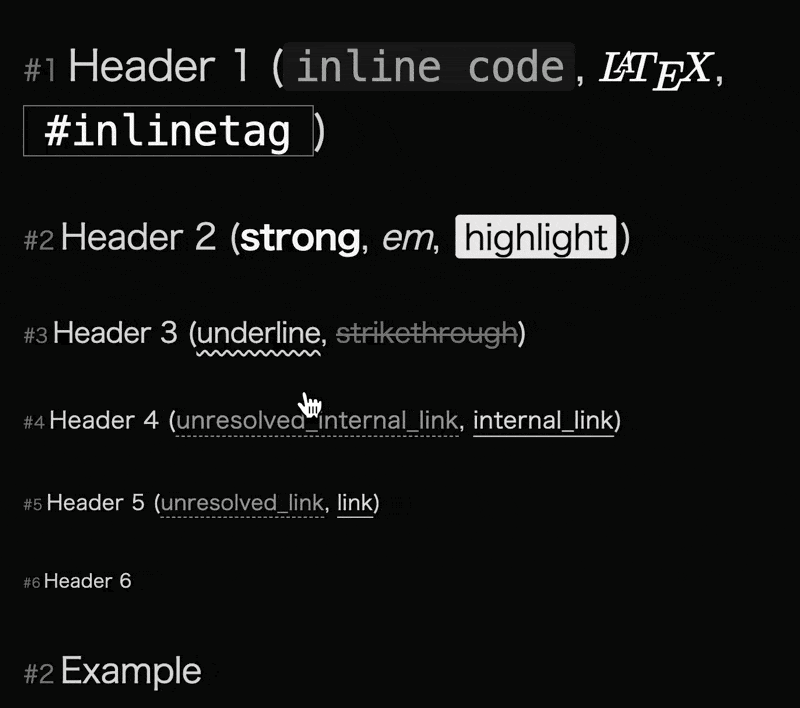 #1 Header 1 (inline code, LATEX,
#inlinetag)
#2 Header 2 (strong, em, highlight)
#3 Header 3 (underline, strikethrough)
#4 Header 4 (unresolved_internal_link, internal_link)
#5 Header 5 (unresolved_link, link)
#6 Header 6
#2 Example